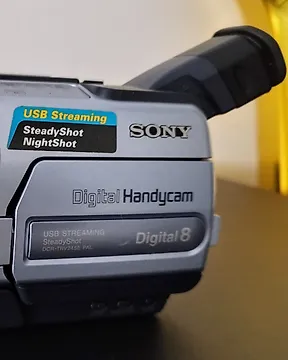 USB Streaming
SteadyShot
NightShot
SONY
Digital Handycam
USB STREAMING
SteadyShot
Digital 8